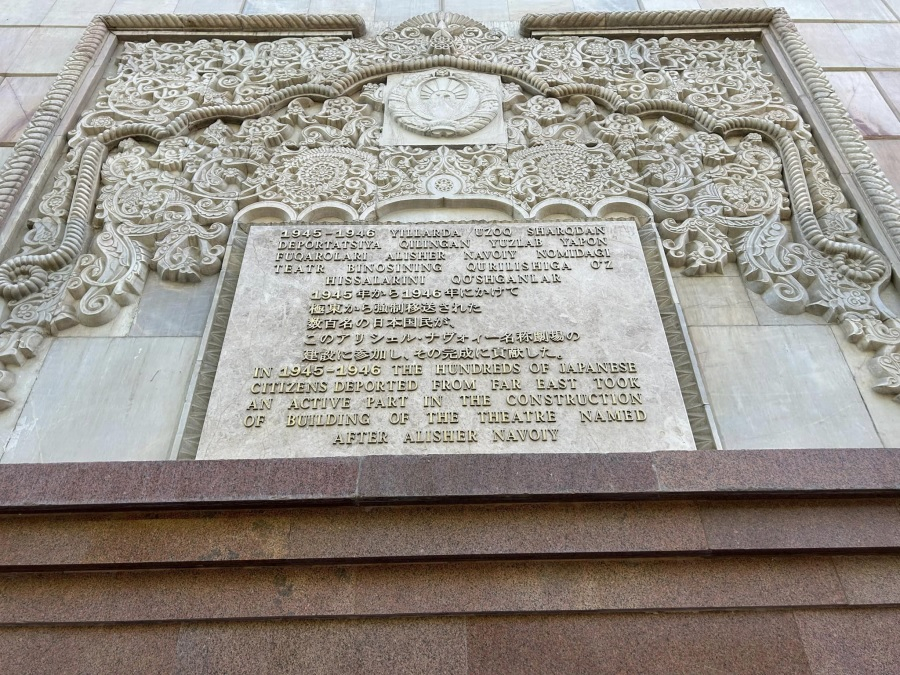 1945-1946 YILLARDA UZOQ SHARQDAN
DEPORTATSIYA QILINGAN YUZLAB YAPON
FUQAROLARI ALISHER NAVOIY NOMIDAGI
TEATR BINOSINING QURILISHIGA O'Z
HISSALARINI QO'SHGANLAR
1945年から1946年にかけて
極東から強制移送された
数百名の日本国民が、
このアリシェル・ナヴォイー名称劇場の
建設に参加し、その完成に貢献した。
IN 1945-1946 THE HUNDREDS OF JAPANESE
CITIZENS DEPORTED FROM FAR EAST TOOK
AN ACTIVE PART IN THE CONSTRUCTION
OF BUILDING OF THE THEATRE NAMED
AFTER ALISHER NAVOIY